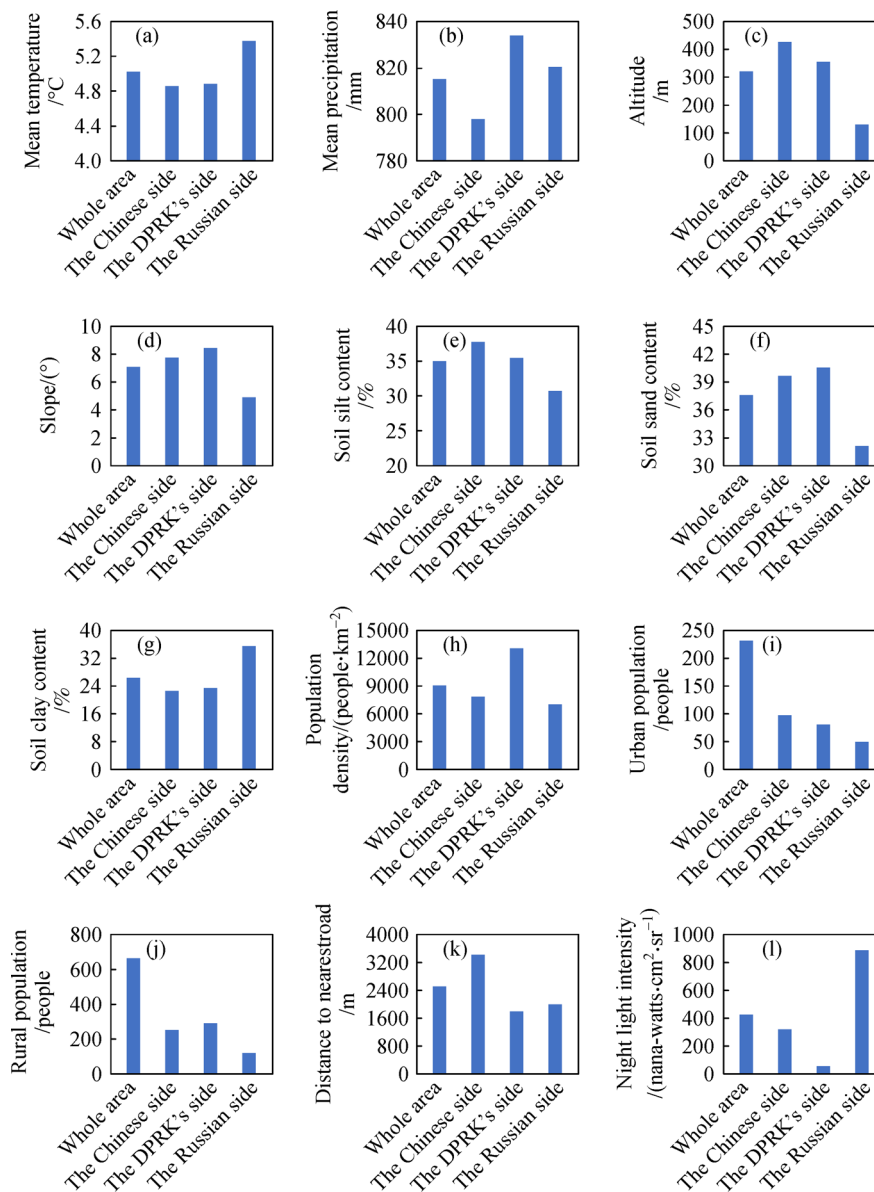 (a)
Mean temperature
/°C
5.6
5.2
4.8
4.4
4.0
Whole area
The Chinese side
The DPRK's side
The Russian side
(b)
Mean precipitation
/mm
840
820
800
780
Whole area
The Chinese side
The DPRK's side
The Russian side
(c)
Altitude
/m
500
400
300
200
100
0
Whole area
The Chinese side
The DPRK's side
The Russian side
(d)
Slope/(°)
10
8
6
4
2
0
Whole area
The Chinese side
The DPRK's side
The Russian side
(e)
Soil silt content
/%
40
35
30
25
20
Whole area
The Chinese side
The DPRK's side
The Russian side
(f)
Soil sand content
/%
45
42
39
36
33
30
Whole area
The Chinese side
The DPRK's side
The Russian side
(g)
Soil clay content
/%
40
32
24
16
8
0
Whole area
The Chinese side
The DPRK's side
The Russian side
(h)
Population
density/(people·km⁻²)
15000
12000
9000
6000
3000
0
Whole area
The Chinese side
The DPRK's side
The Russian side
(i)
Urban population
/people
250
200
150
100
50
0
Whole area
The Chinese side
The DPRK's side
The Russian side
(j)
Rural population
/people
800
600
400
200
0
Whole area
The Chinese side
The DPRK's side
The Russian side
(k)
Distance to nearestroad
/m
4000
3200
2400
1600
800
0
Whole area
The Chinese side
The DPRK's side
The Russian side
(l)
Night light intensity
/(nana-watts·cm²·sr⁻¹)
1000
800
600
400
200
0
Whole area
The Chinese side
The DPRK's side
The Russian side